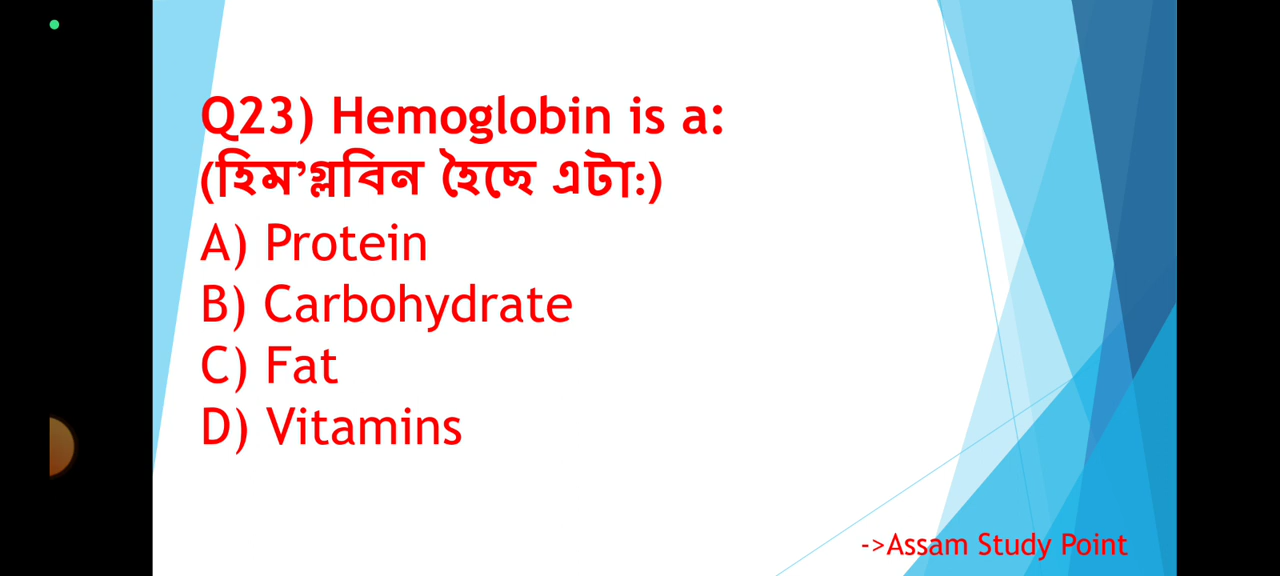 Q23) Hemoglobin is a:
(হিম’গ্লবিন হৈছে এটা:)
A) Protein
B) Carbohydrate
C) Fat
D) Vitamins
->Assam Study Point